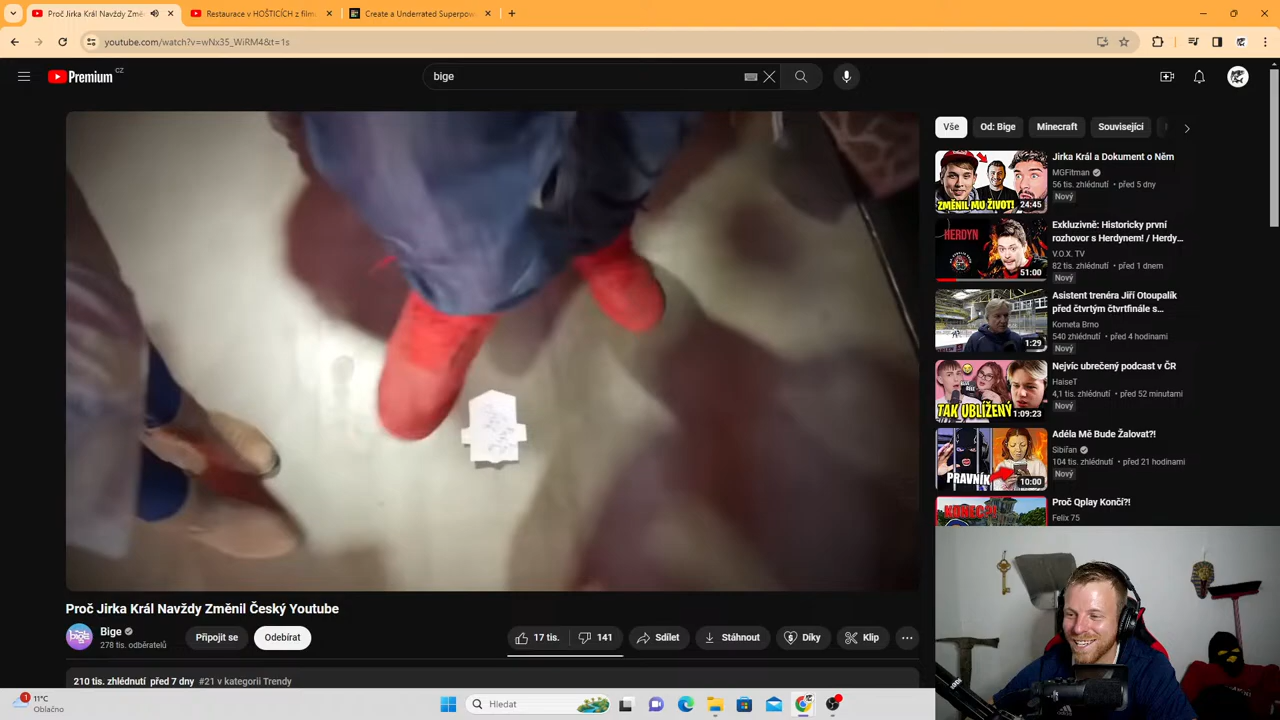 Proč Jirka Král Navždy Změn
Restaurace v HOŠTICÍCH z film
Create a Underrated Superpow
youtube.com/watch?v=wNx35_WiRM4&t=1s
Premium CZ
bige
Vše
Od: Bige
Minecraft
Související
ZMĚNIL MU ŽIVOT!
24:45
Jirka Král a Dokument o Něm
MGFitman
56 tis. zhlédnutí • před 5 dny
Nový
HERDYN
51:00
Exkluzivně: Historicky první
rozhovor s Herdynem! / Herdy…
V.O.X. TV
82 tis. zhlédnutí • před 1 dnem
Nový
1:29
Asistent trenéra Jiří Otoupalík
před čtvrtým čtvrtfinále s…
Kometa Brno
540 zhlédnutí • před 4 hodinami
Nový
TAK UBLÍŽENÝ
1:09:23
Nejvíc ubrečený podcast v ČR
HaiseT
4,1 tis. zhlédnutí • před 52 minutami
Nový
PRAVNÍK
10:00
Adéla Mě Bude Žalovat?!
Sibiřan
104 tis. zhlédnutí • před 21 hodinami
Nový
KONEC?!
Proč Qplay Končí?!
Felix 75
Proč Jirka Král Navždy Změnil Český Youtube
Bige
278 tis. odběratelů
Připojit se
Odebírat
17 tis.
141
Sdílet
Stáhnout
Díky
Klip
210 tis. zhlédnutí před 7 dny #21 v kategorii Trendy
1
11°C
Oblačno
Hledat